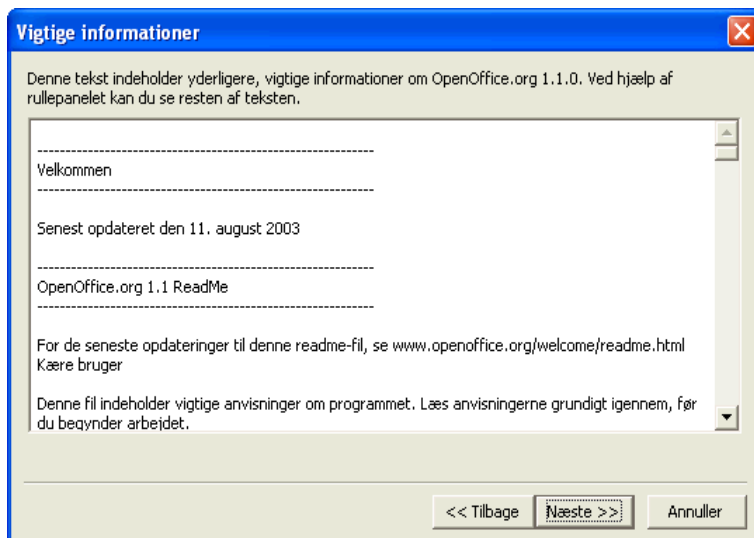 Vigtige informationer
Denne tekst indeholder yderligere, vigtige informationer om OpenOffice.org 1.1.0. Ved hjælp af
rullepanelet kan du se resten af teksten.
------------------------------------------------------------
Velkommen
------------------------------------------------------------
Senest opdateret den 11. august 2003
------------------------------------------------------------
OpenOffice.org 1.1 ReadMe
------------------------------------------------------------
For de seneste opdateringer til denne readme-fil, se www.openoffice.org/welcome/readme.html
Kære bruger
Denne fil indeholder vigtige anvisninger om programmet. Læs anvisningerne grundigt igennem, før
du begynder arbejdet.
<< Tilbage
Næste >>
Annuller